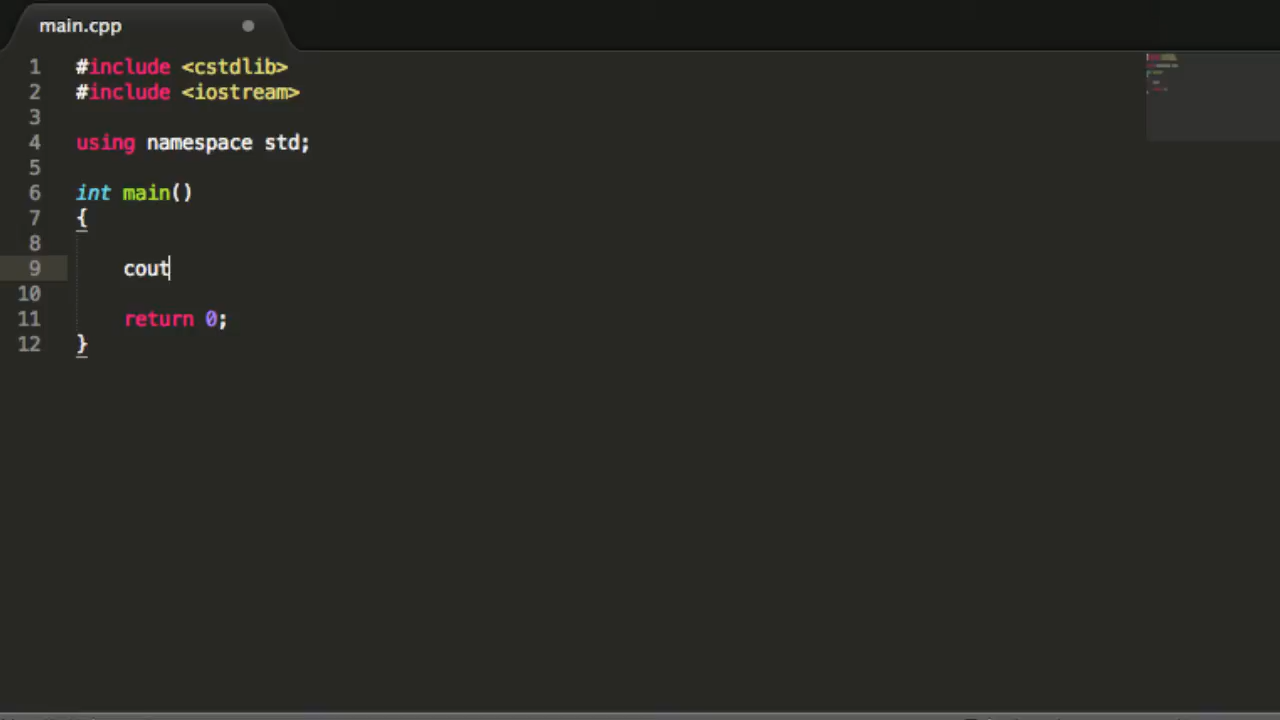 main.cpp
1 #include <cstdlib>
2 #include <iostream>
3
4 using namespace std;
5
6 int main()
7 {
8
9 cout
10
11 return 0;
12 }